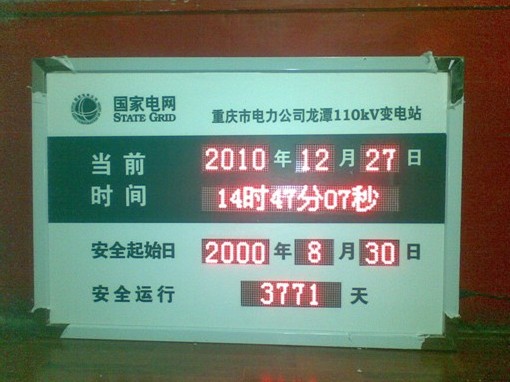 国家电网
STATE GRID
重庆市电力公司龙潭110kV变电站
当前 2010年12月27日
时间 14时47分07秒
安全起始日 2000年8月30日
安全运行 3771天